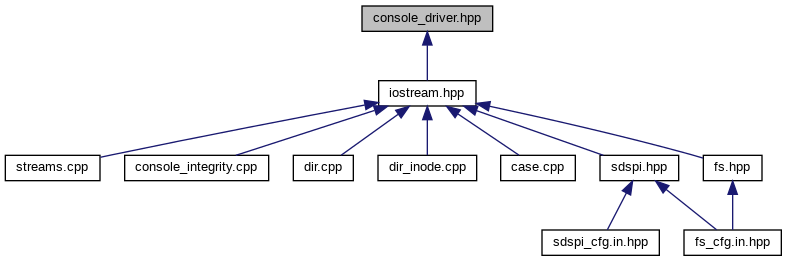 console_driver.hpp
iostream.hpp
streams.cpp
console_integrity.cpp
dir.cpp
dir_inode.cpp
case.cpp
sdspi.hpp
fs.hpp
sdspi_cfg.in.hpp
fs_cfg.in.hpp